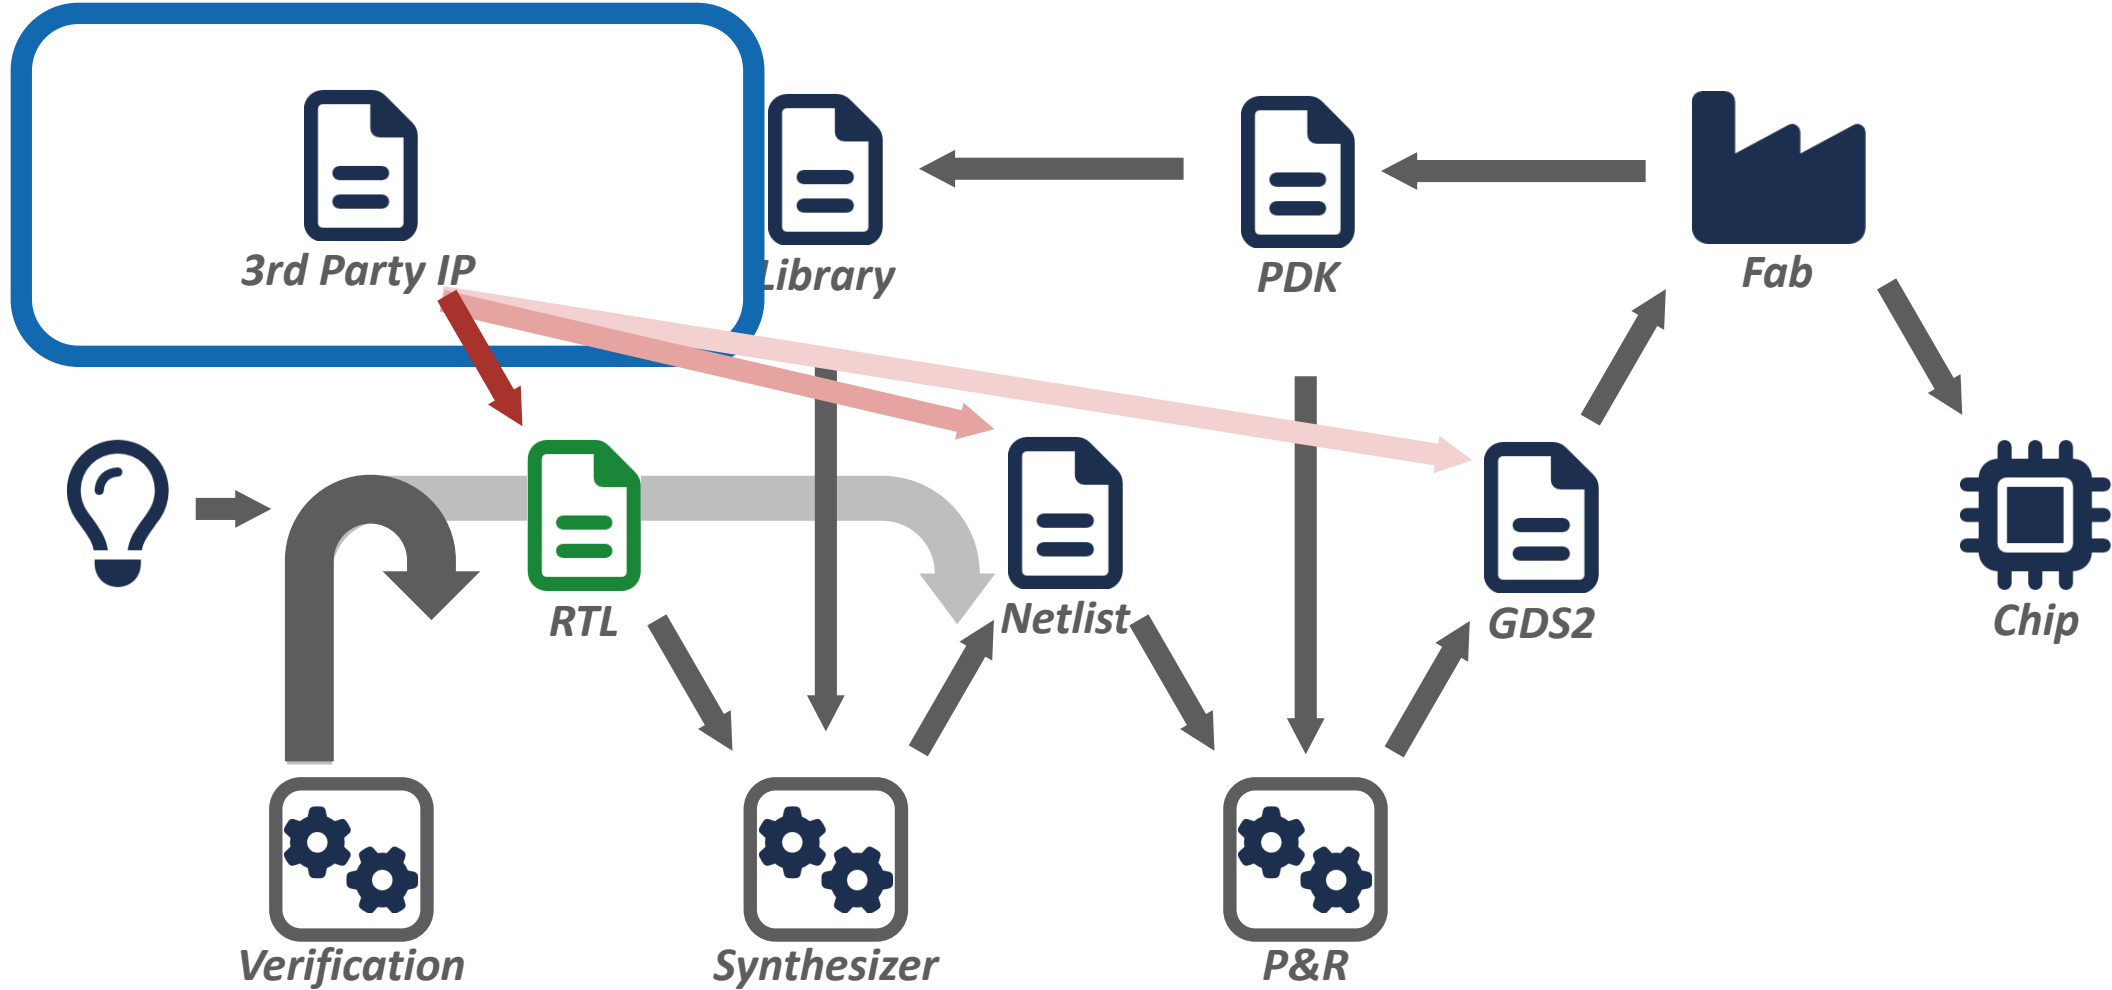 3rd Party IP
Library
PDK
Fab
RTL
Netlist
GDS2
Chip
Verification
Synthesizer
P&R